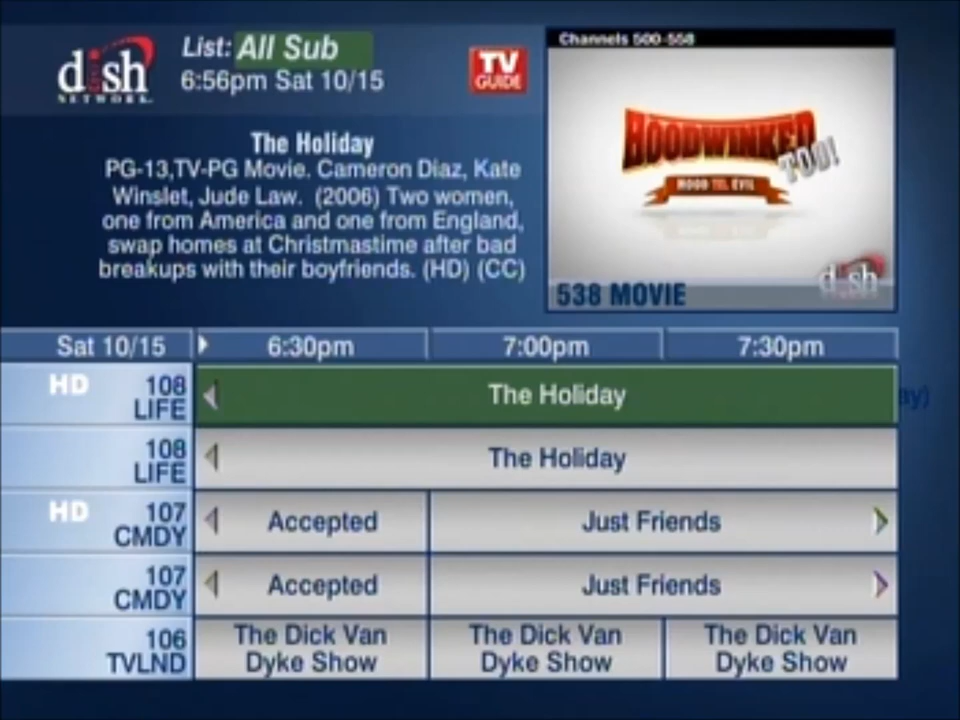 dish
NETWORK.
List: All Sub
6:56pm Sat 10/15
TV
GUIDE
The Holiday
PG-13,TV-PG Movie. Cameron Diaz, Kate
Winslet, Jude Law. (2006) Two women,
one from America and one from England,
swap homes at Christmastime after bad
breakups with their boyfriends. (HD) (CC)
Channels 500-558
HOODWINKED
TOO!
HOOD VS. EVIL
dish
538 MOVIE
Sat 10/15 6:30pm 7:00pm 7:30pm
HD 108
LIFE
The Holiday
ay)
108
LIFE
The Holiday
HD 107
CMDY
Accepted Just Friends
107
CMDY
Accepted Just Friends
106
TVLND
The Dick Van
Dyke Show
The Dick Van
Dyke Show
The Dick Van
Dyke Show